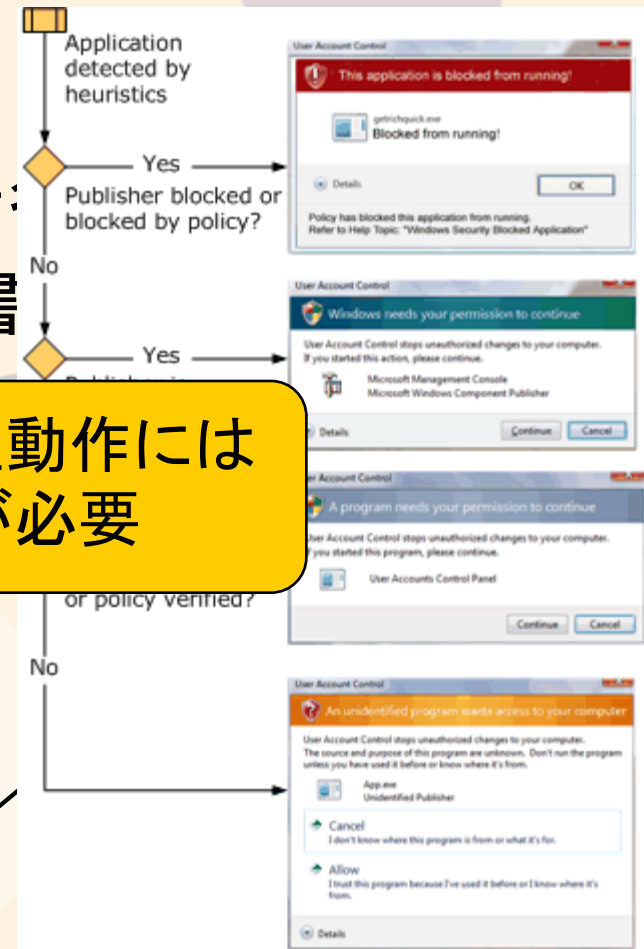 Application
detected by
heuristics
Yes
Publisher blocked or
blocked by policy?
No
書
Yes
動作には
が必要
or policy verified?
No
User Account Control
This application is blocked from running!
getrichquick.exe
Blocked from running!
Details
OK
Policy has blocked this application from running.
Refer to Help Topic: "Windows Security Blocked Application"
User Account Control
Windows needs your permission to continue
User Account Control stops unauthorized changes to your computer.
If you started this action, please continue.
Microsoft Management Console
Microsoft Windows Component Publisher
Details
Continue Cancel
User Account Control
A program needs your permission to continue
User Account Control stops unauthorized changes to your computer.
If you started this program, please continue.
User Accounts Control Panel
Continue Cancel
User Account Control
An unidentified program wants access to your computer
User Account Control stops unauthorized changes to your computer.
The source and purpose of this program are unknown. Don't run the program
unless you have used it before or know where it's from.
App.exe
Unidentified Publisher
Cancel
I don't know where this program is from or what it's for.
Allow
I trust this program because I've used it before or I know where it's
from.
Details